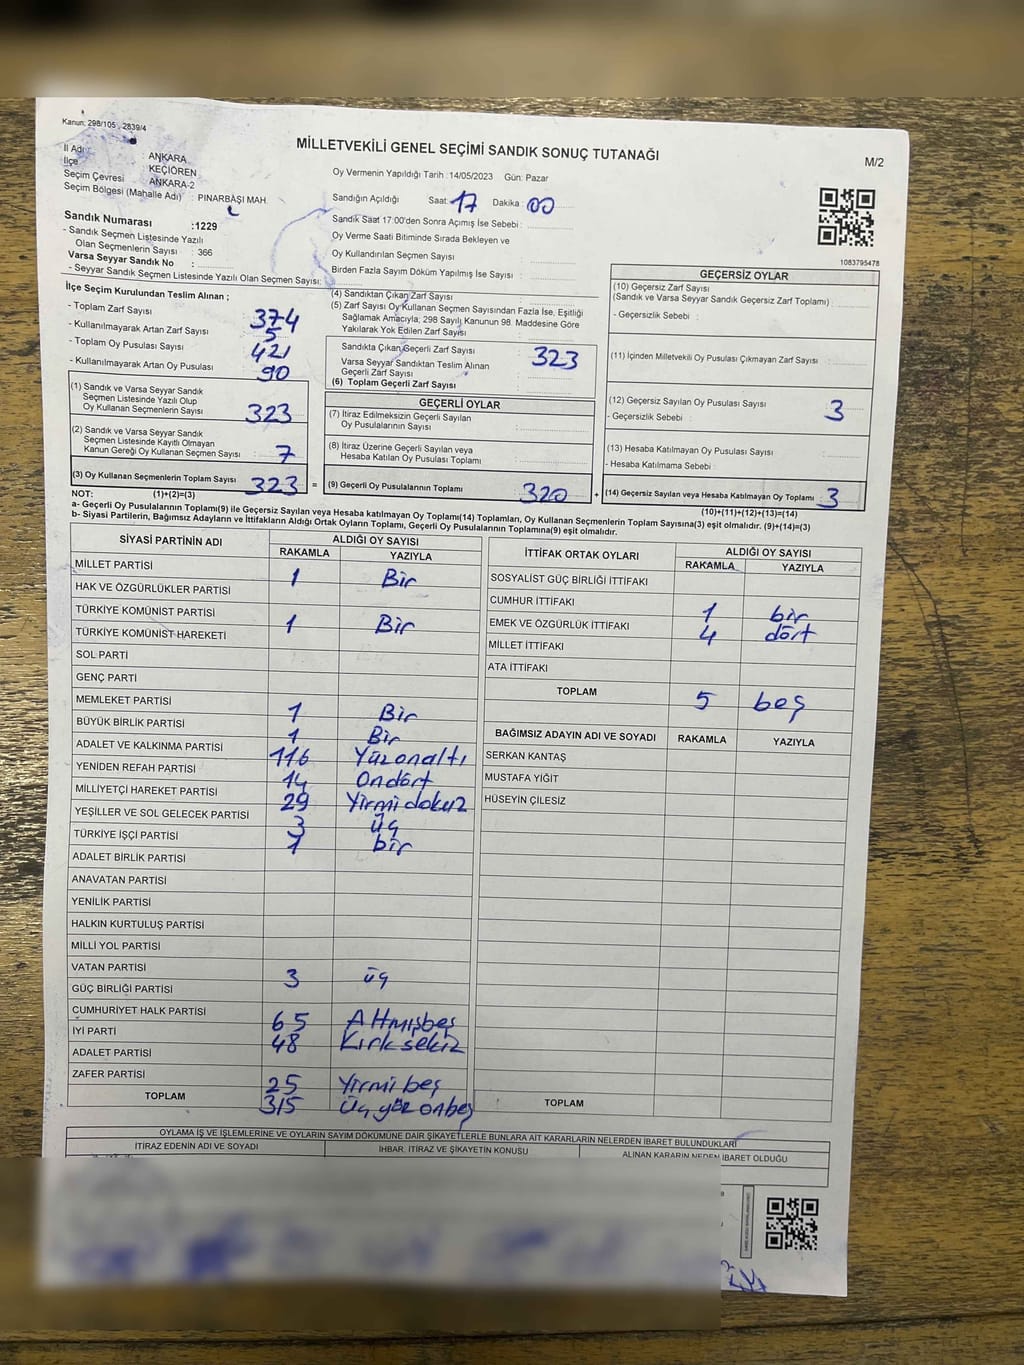 Kanun: 298/105 - 2839/4
MİLLETVEKİLİ GENEL SEÇİMİ SANDIK SONUÇ TUTANAĞI
M/2
İl Adı : ANKARA
İlçe : KEÇİÖREN
Seçim Çevresi : ANKARA-2
Seçim Bölgesi (Mahalle Adı) : PINARBAŞI MAH.
Sandık Numarası :1229
- Sandık Seçmen Listesinde Yazılı
Olan Seçmenlerin Sayısı : 366
Varsa Seyyar Sandık No :
- Seyyar Sandık Seçmen Listesinde Yazılı Olan Seçmen Sayısı:
Oy Vermenin Yapıldığı Tarih :14/05/2023 Gün: Pazar
Sandığın Açıldığı Saat: 17 Dakika : 00
Sandık Saat 17:00'den Sonra Açımış İse Sebebi :
Oy Verme Saati Bitiminde Sırada Bekleyen ve
Oy Kullandırılan Seçmen Sayısı
Birden Fazla Sayım Döküm Yapılmış İse Sayısı :
1083795478
İlçe Seçim Kurulundan Teslim Alınan ;
- Toplam Zarf Sayısı : 374
- Kullanılmayarak Artan Zarf Sayısı : 5
- Toplam Oy Pusulası Sayısı : 421
- Kullanılmayarak Artan Oy Pusulası : 90
(1) Sandık ve Varsa Seyyar Sandık
Seçmen Listesinde Yazılı Olup
Oy Kullanan Seçmenlerin Sayısı : 323
(2) Sandık ve Varsa Seyyar Sandık
Seçmen Listesinde Kayıtlı Olmayan
Kanun Gereği Oy Kullanan Seçmen Sayısı : 7
(3) Oy Kullanan Seçmenlerin Toplam Sayısı : 323 =
(4) Sandıktan Çıkan Zarf Sayısı :
(5) Zarf Sayısı Oy Kullanan Seçmen Sayısından Fazla İse, Eşitliği
Sağlamak Amacıyla; 298 Sayılı Kanunun 98. Maddesine Göre
Yakılarak Yok Edilen Zarf Sayısı
Sandıkta Çıkan Geçerli Zarf Sayısı : 323
Varsa Seyyar Sandıktan Teslim Alınan
Geçerli Zarf Sayısı
(6) Toplam Geçerli Zarf Sayısı
GEÇERLİ OYLAR
(7) İtiraz Edilmeksizin Geçerli Sayılan
Oy Pusulalarının Sayısı
(8) İtiraz Üzerine Geçerli Sayılan veya
Hesaba Katılan Oy Pusulası Toplamı
(9) Geçerli Oy Pusulalarının Toplamı : 320 +
GEÇERSİZ OYLAR
(10) Geçersiz Zarf Sayısı
(Sandık ve Varsa Seyyar Sandık Geçersiz Zarf Toplamı) :
- Geçersizlik Sebebi :
(11) İçinden Milletvekili Oy Pusulası Çıkmayan Zarf Sayısı :
(12) Geçersiz Sayılan Oy Pusulası Sayısı : 3
- Geçersizlik Sebebi :
(13) Hesaba Katılmayan Oy Pusulası Sayısı :
- Hesaba Katılmama Sebebi :
(14) Geçersiz Sayılan veya Hesaba Katılmayan Oy Pusulası Toplamı : 3
NOT: (1)+(2)=(3)
(10)+(11)+(12)+(13)=(14)
a- Geçerli Oy Pusulalarının Toplamı(9) ile Geçersiz Sayılan veya Hesaba Katılmayan Oy Toplamı(14) Toplamları, Oy Kullanan Seçmenlerin Toplam Sayısına(3) eşit olmalıdır. (9)+(14)=(3)
b- Siyasi Partilerin, Bağımsız Adayların ve İttifakların Aldığı Ortak Oyların Toplamı, Geçerli Oy Pusulalarının Toplamına(9) eşit olmalıdır.
SİYASİ PARTİNİN ADI ALDIĞI OY SAYISI
RAKAMLA YAZIYLA
MİLLET PARTİSİ 1 Bir
HAK VE ÖZGÜRLÜKLER PARTİSİ
TÜRKİYE KOMÜNİST PARTİSİ 1 Bir
TÜRKİYE KOMÜNİST HAREKETİ
SOL PARTİ
GENÇ PARTİ
MEMLEKET PARTİSİ 1 Bir
BÜYÜK BİRLİK PARTİSİ 1 Bir
ADALET VE KALKINMA PARTİSİ 116 Yüzonaltı
YENİDEN REFAH PARTİSİ 14 Ondört
MİLLİYETÇİ HAREKET PARTİSİ 29 Yirmidokuz
YEŞİLLER VE SOL GELECEK PARTİSİ 3 üç
TÜRKİYE İŞÇİ PARTİSİ 1 bir
ADALET BİRLİK PARTİSİ
ANAVATAN PARTİSİ
YENİLİK PARTİSİ
HALKIN KURTULUŞ PARTİSİ
MİLLİ YOL PARTİSİ
VATAN PARTİSİ 3 üç
GÜÇ BİRLİĞİ PARTİSİ
CUMHURİYET HALK PARTİSİ 65 Altmışbeş
İYİ PARTİ 48 Kırksekiz
ADALET PARTİSİ
ZAFER PARTİSİ 25 Yirmi beş
TOPLAM 315 Üçyüz onbeş
İTTİFAK ORTAK OYLARI ALDIĞI OY SAYISI
RAKAMLA YAZIYLA
SOSYALİST GÜÇ BİRLİĞİ İTTİFAKI
CUMHUR İTTİFAKI 1 bir
EMEK VE ÖZGÜRLÜK İTTİFAKI 4 dört
MİLLET İTTİFAKI
ATA İTTİFAKI
TOPLAM 5 beş
BAĞIMSIZ ADAYIN ADI VE SOYADI RAKAMLA YAZIYLA
SERKAN KANTAŞ
MUSTAFA YİĞİT
HÜSEYİN ÇİLESİZ
TOPLAM
OYLAMA İŞ VE İŞLEMLERİNE VE OYLARIN SAYIM DÖKÜMÜNE DAİR ŞİKAYETLERLE BUNLARA AİT KARARLARIN NELERDEN İBARET BULUNDUKLARI
İTİRAZ EDENİN ADI VE SOYADI İHBAR, İTİRAZ VE ŞİKAYETİN KONUSU ALINAN KARARIN NEDEN İBARET OLDUĞU